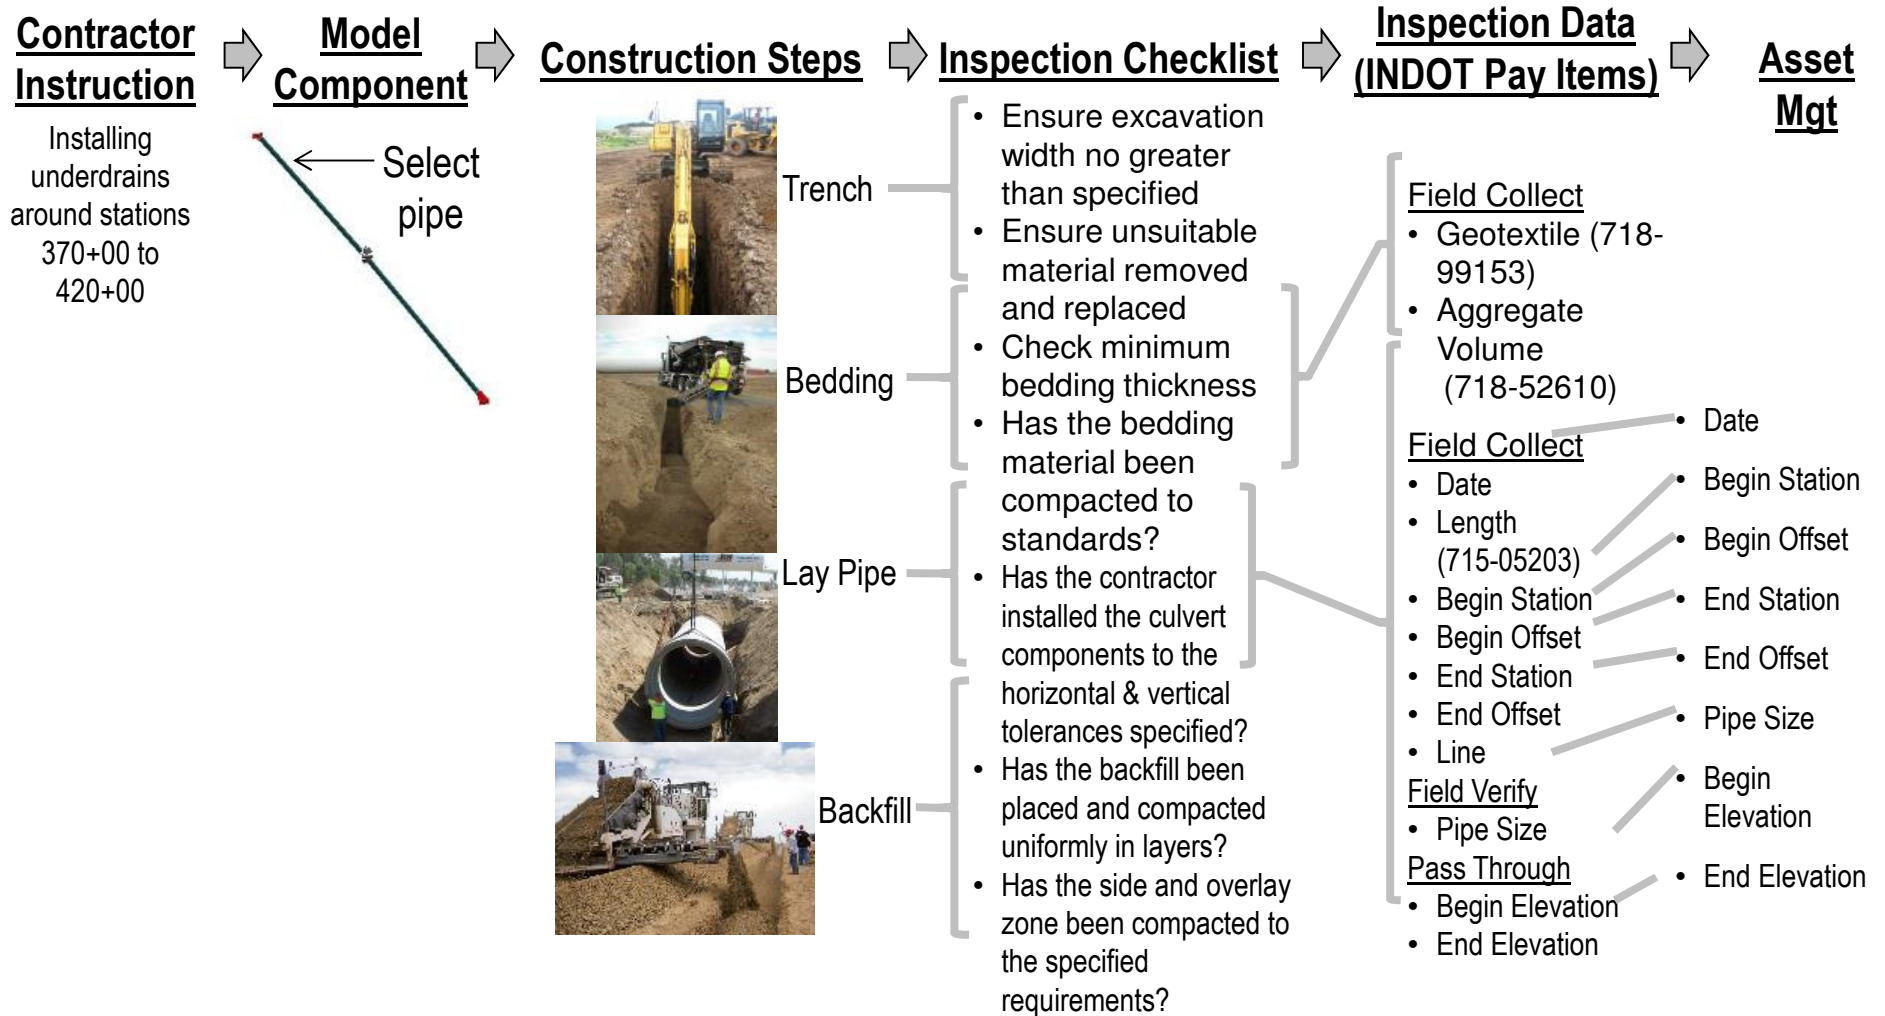 Contractor
Instruction
Model
Component
Construction Steps
Inspection Checklist
Inspection Data
(INDOT Pay Items)
Asset
Mgt
Installing
underdrains
around stations
370+00 to
420+00
Select
pipe
Trench
Bedding
Lay Pipe
Backfill
• Ensure excavation
width no greater
than specified
• Ensure unsuitable
material removed
and replaced
• Check minimum
bedding thickness
• Has the bedding
material been
compacted to
standards?
• Has the contractor
installed the culvert
components to the
horizontal & vertical
tolerances specified?
• Has the backfill been
placed and compacted
uniformly in layers?
• Has the side and overlay
zone been compacted to
the specified
requirements?
Field Collect
• Geotextile (718-
99153)
• Aggregate
Volume
(718-52610)
Field Collect
• Date
• Length
(715-05203)
• Begin Station
• Begin Offset
• End Station
• End Offset
• Line
Field Verify
• Pipe Size
Pass Through
• Begin Elevation
• End Elevation
• Date
• Begin Station
• Begin Offset
• End Station
• End Offset
• Pipe Size
• Begin
Elevation
• End Elevation